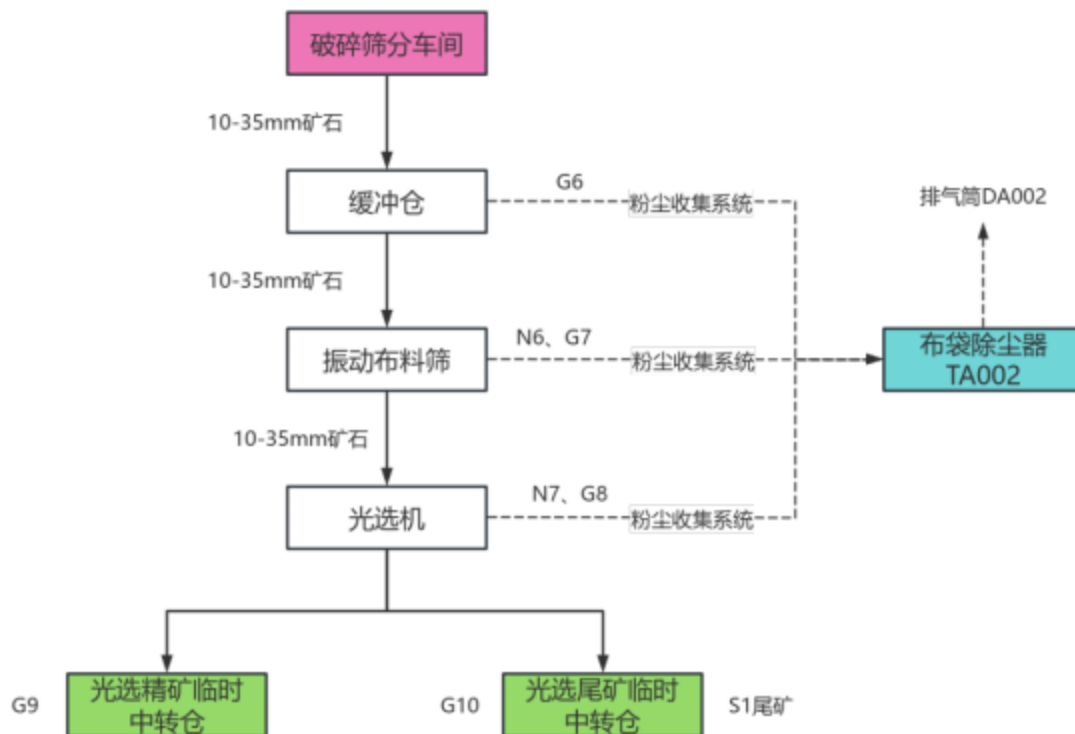 破碎筛分车间
10-35mm矿石
缓冲仓
G6
粉尘收集系统
排气筒DA002
10-35mm矿石
振动布料筛
N6、G7
粉尘收集系统
布袋除尘器
TA002
10-35mm矿石
光选机
N7、G8
粉尘收集系统
G9
光选精矿临时
中转仓
G10
光选尾矿临时
中转仓
S1尾矿